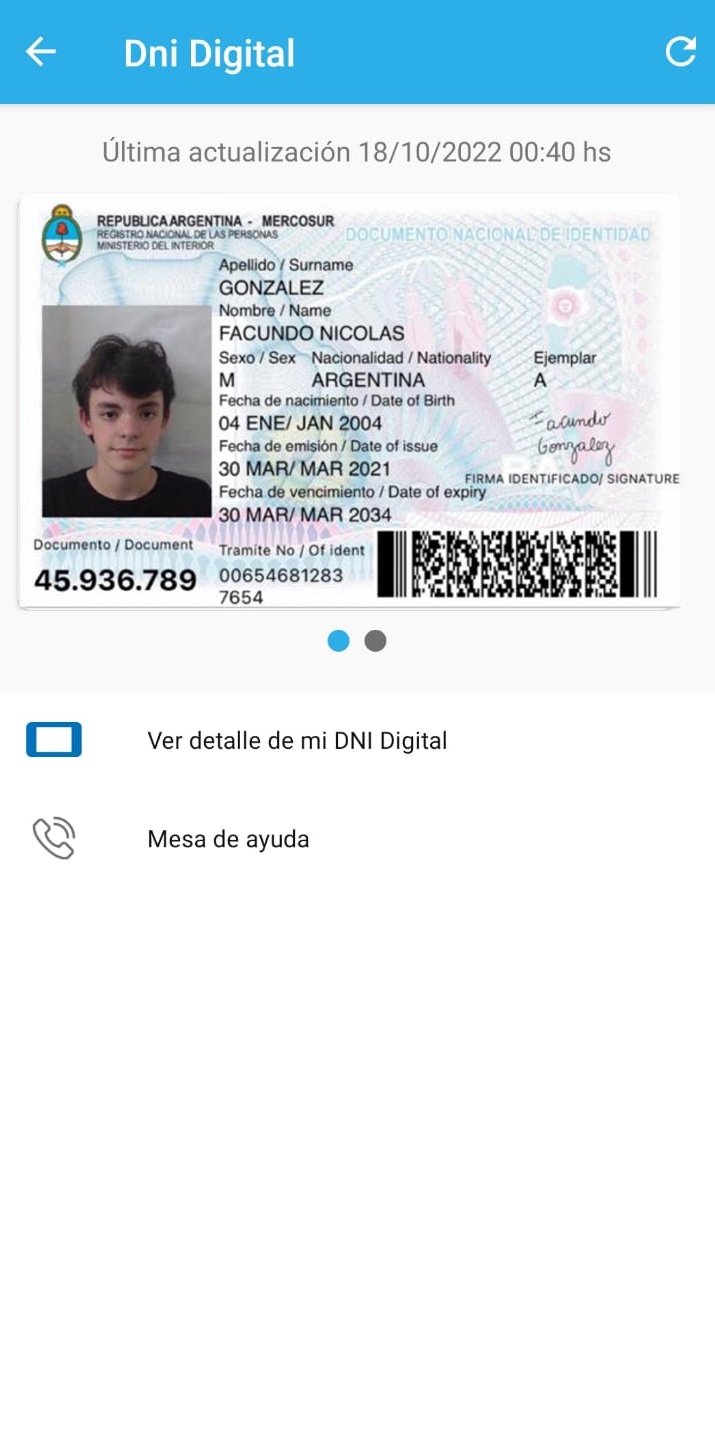 Dni Digital
Última actualización 18/10/2022 00:40 hs
REPUBLICA ARGENTINA - MERCOSUR
REGISTRO NACIONAL DE LAS PERSONAS
MINISTERIO DEL INTERIOR
DOCUMENTO NACIONAL DE IDENTIDAD
Apellido / Surname
GONZALEZ
Nombre / Name
FACUNDO NICOLAS
Sexo / Sex Nacionalidad / Nationality Ejemplar
M ARGENTINA A
Fecha de nacimiento / Date of Birth
04 ENE/ JAN 2004
Facundo
Gonzalez
Fecha de emisión / Date of issue
30 MAR/ MAR 2021
FIRMA IDENTIFICADO/ SIGNATURE
Fecha de vencimiento / Date of expiry
30 MAR/ MAR 2034
Documento / Document
45.936.789
Tramite No / Of ident
00654681283
7654
Ver detalle de mi DNI Digital
Mesa de ayuda